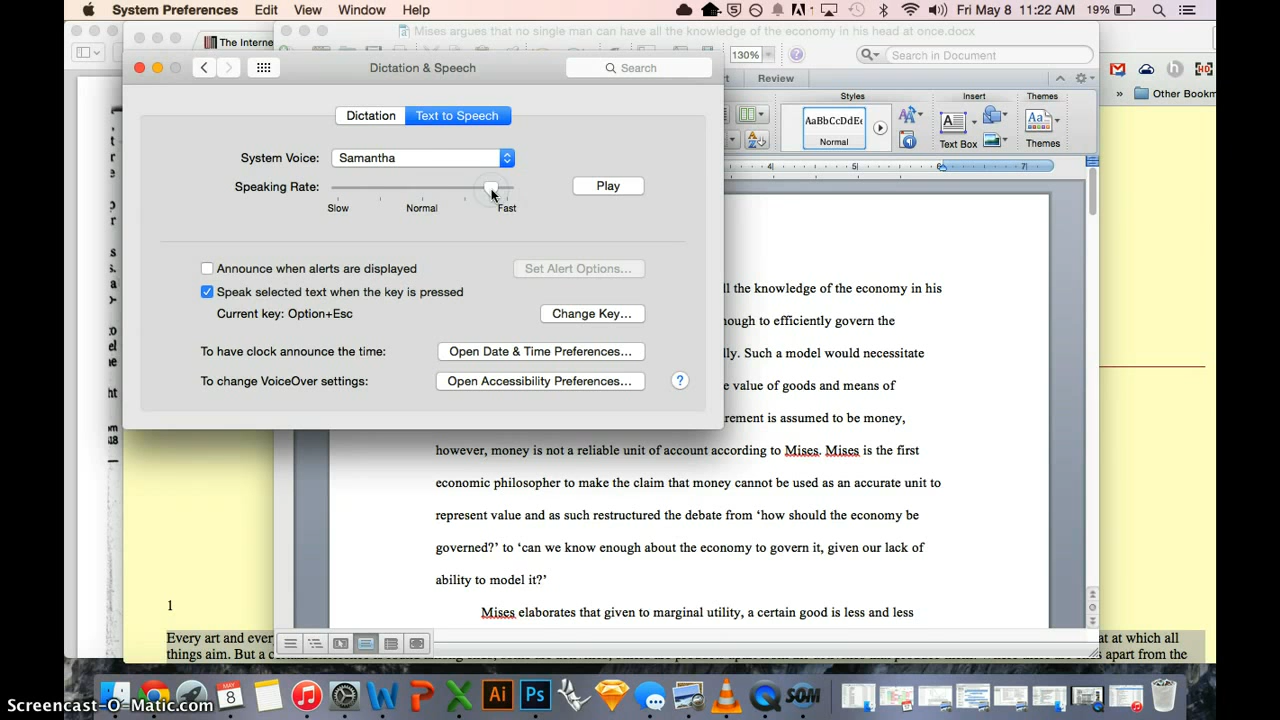 System Preferences Edit View Window Help Fri May 8 11:22 AM 19%
Mises argues that no single man can have all the knowledge of the economy in his head at once.docx
The Interne
130%
Search in Document
Dictation & Speech
Search
Review
Other Bookm
Styles Insert Themes
Dictation Text to Speech
AaBbCcDdEe
Normal
Text Box
Aa
Themes
System Voice: Samantha
Speaking Rate:
Play
Slow Normal Fast
Announce when alerts are displayed
Set Alert Options...
Speak selected text when the key is pressed
Current key: Option+Esc
Change Key...
To have clock announce the time:
Open Date & Time Preferences...
To change VoiceOver settings:
Open Accessibility Preferences...
?
ll the knowledge of the economy in his
ough to efficiently govern the
lly. Such a model would necessitate
e value of goods and means of
rement is assumed to be money,
however, money is not a reliable unit of account according to Mises. Mises is the first
economic philosopher to make the claim that money cannot be used as an accurate unit to
represent value and as such restructured the debate from ‘how should the economy be
governed?’ to ‘can we know enough about the economy to govern it, given our lack of
ability to model it?’
Mises elaborates that given to marginal utility, a certain good is less and less
1
Every art and ever
at at which all
things aim. But a
s apart from the
MAY
8
Ai
Ps
SOM
Screencast-O-Matic.com